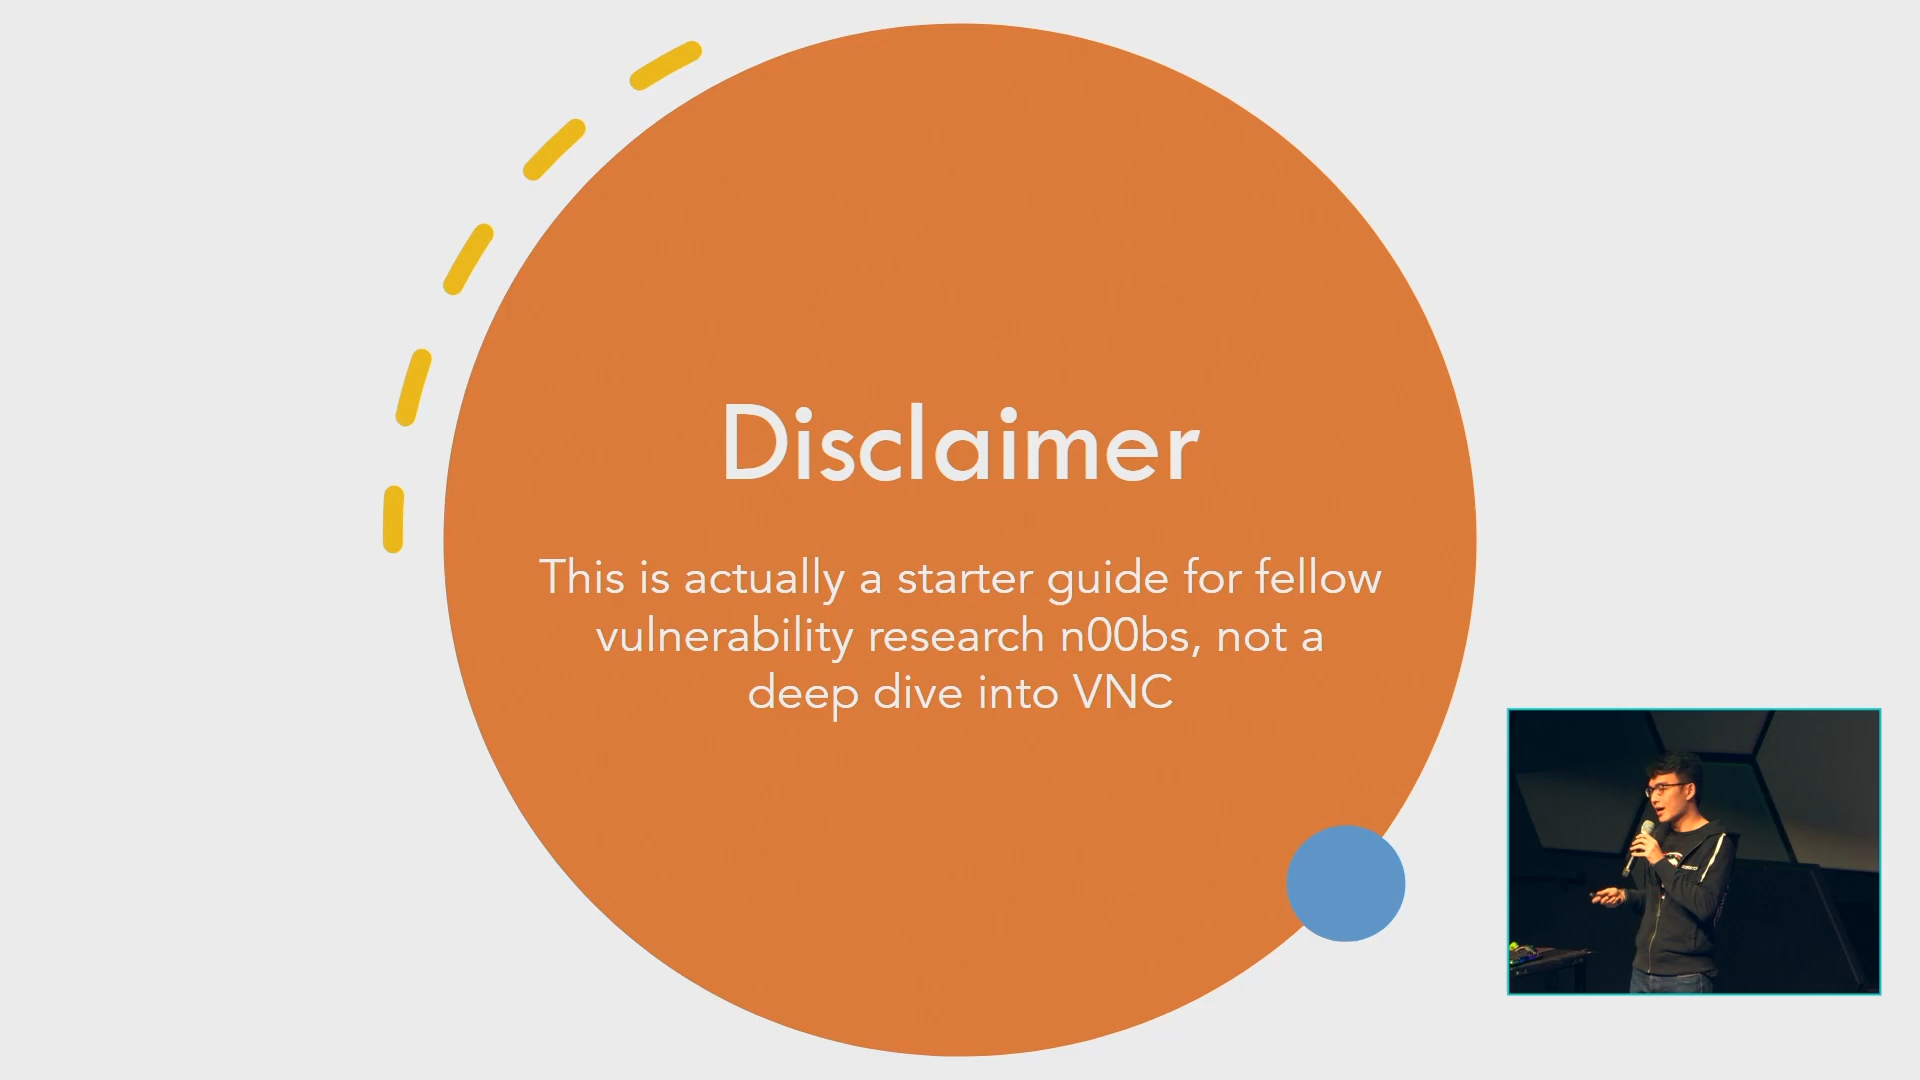 Disclaimer
This is actually a starter guide for fellow
vulnerability research n00bs, not a
deep dive into VNC